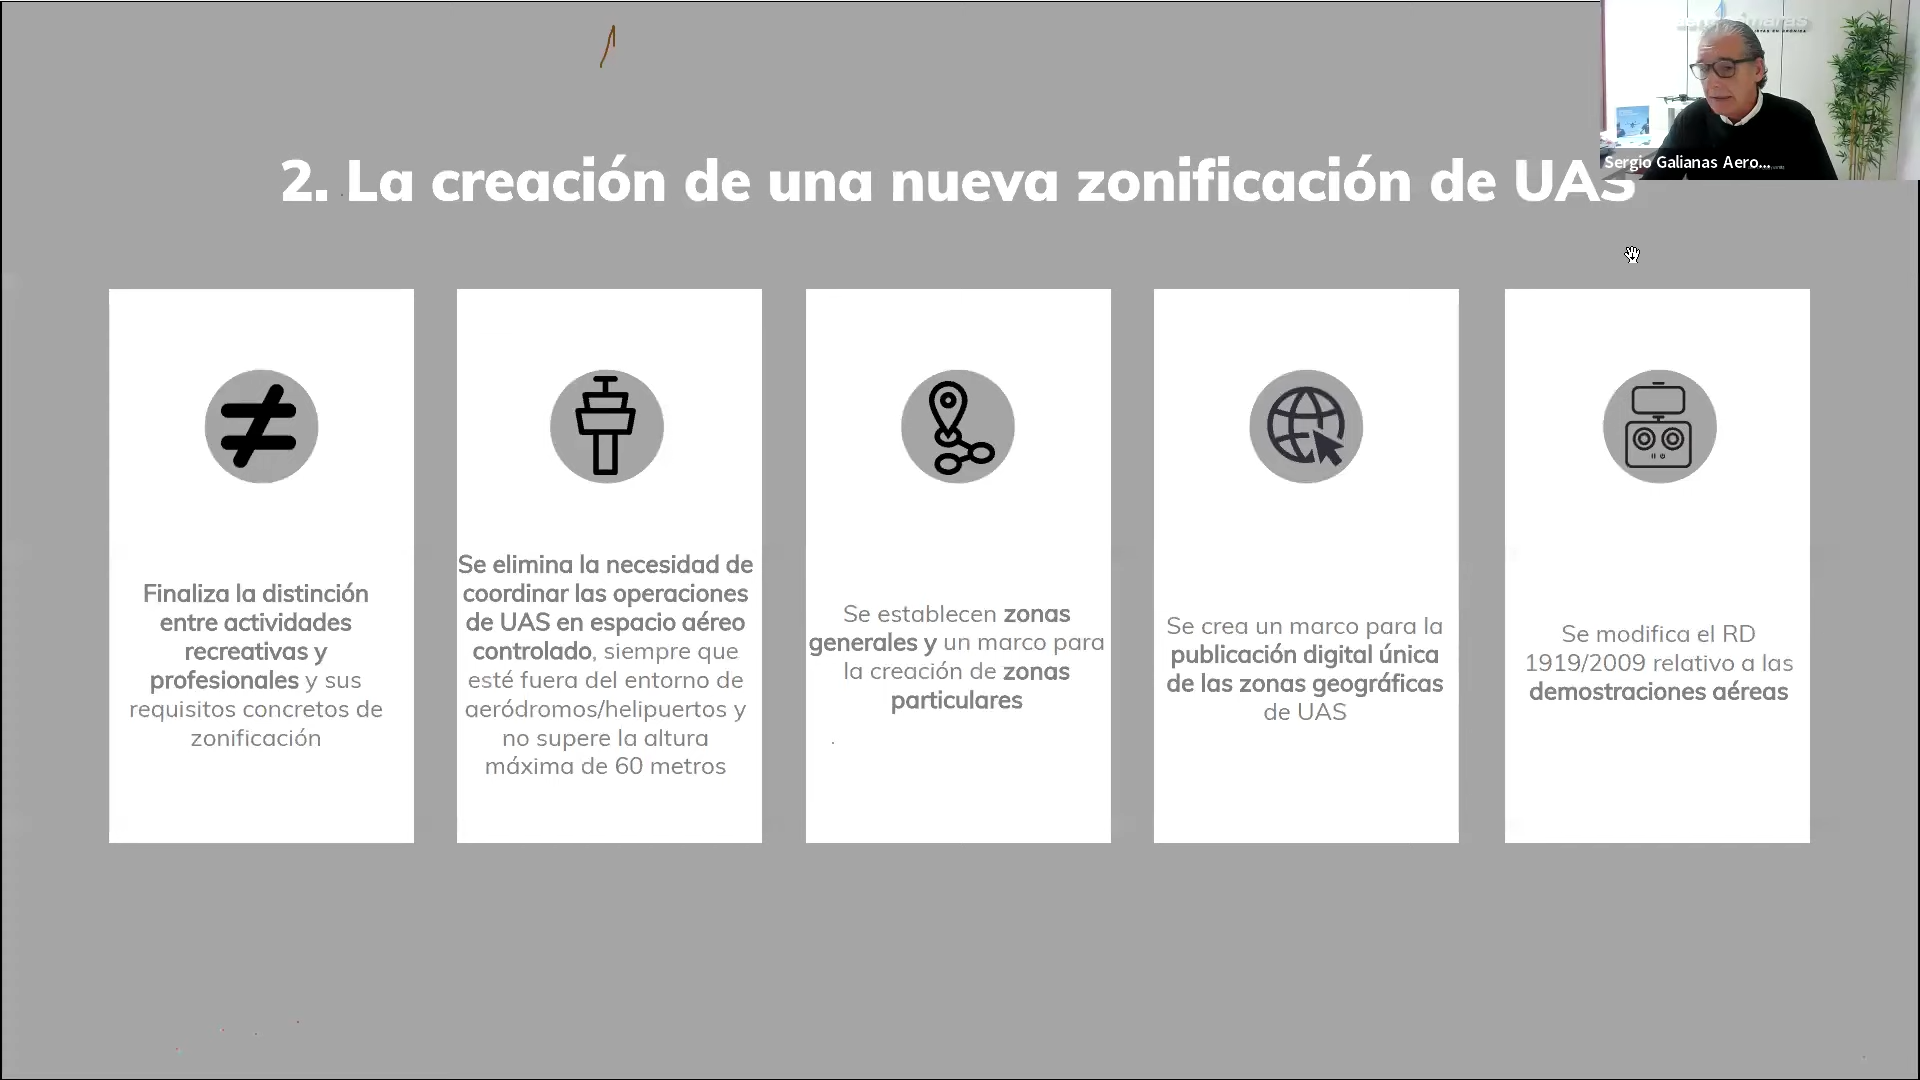 2. La creación de una nueva zonificación de UAS
Sergio Galianas Aero...
Finaliza la distinción
entre actividades
recreativas y
profesionales y sus
requisitos concretos de
zonificación
Se elimina la necesidad de
coordinar las operaciones
de UAS en espacio aéreo
controlado, siempre que
esté fuera del entorno de
aeródromos/helipuertos y
no supere la altura
máxima de 60 metros
Se establecen zonas
generales y un marco para
la creación de zonas
particulares
Se crea un marco para la
publicación digital única
de las zonas geográficas
de UAS
Se modifica el RD
1919/2009 relativo a las
demostraciones aéreas